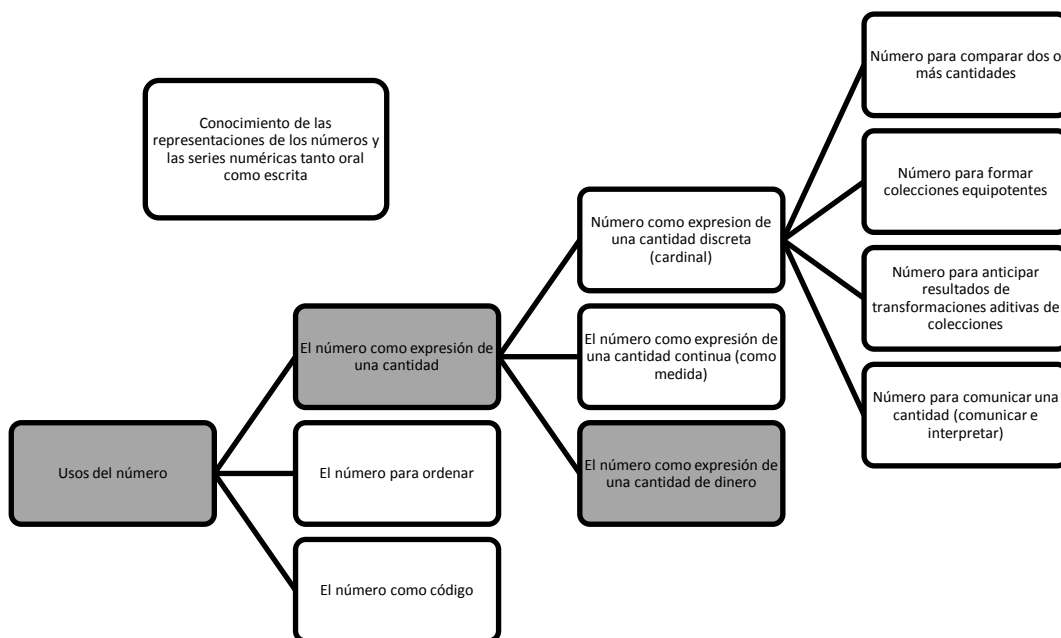 Conocimiento de las
representaciones de los números y
las series numéricas tanto oral
como escrita
Usos del número
El número como expresión de
una cantidad
El número para ordenar
El número como código
Número como expresion de
una cantidad discreta
(cardinal)
El número como expresión de
una cantidad continua (como
medida)
El número como expresión de
una cantidad de dinero
Número para comparar dos o
más cantidades
Número para formar
colecciones equipotentes
Número para anticipar
resultados de
transformaciones aditivas de
colecciones
Número para comunicar una
cantidad (comunicar e
interpretar)